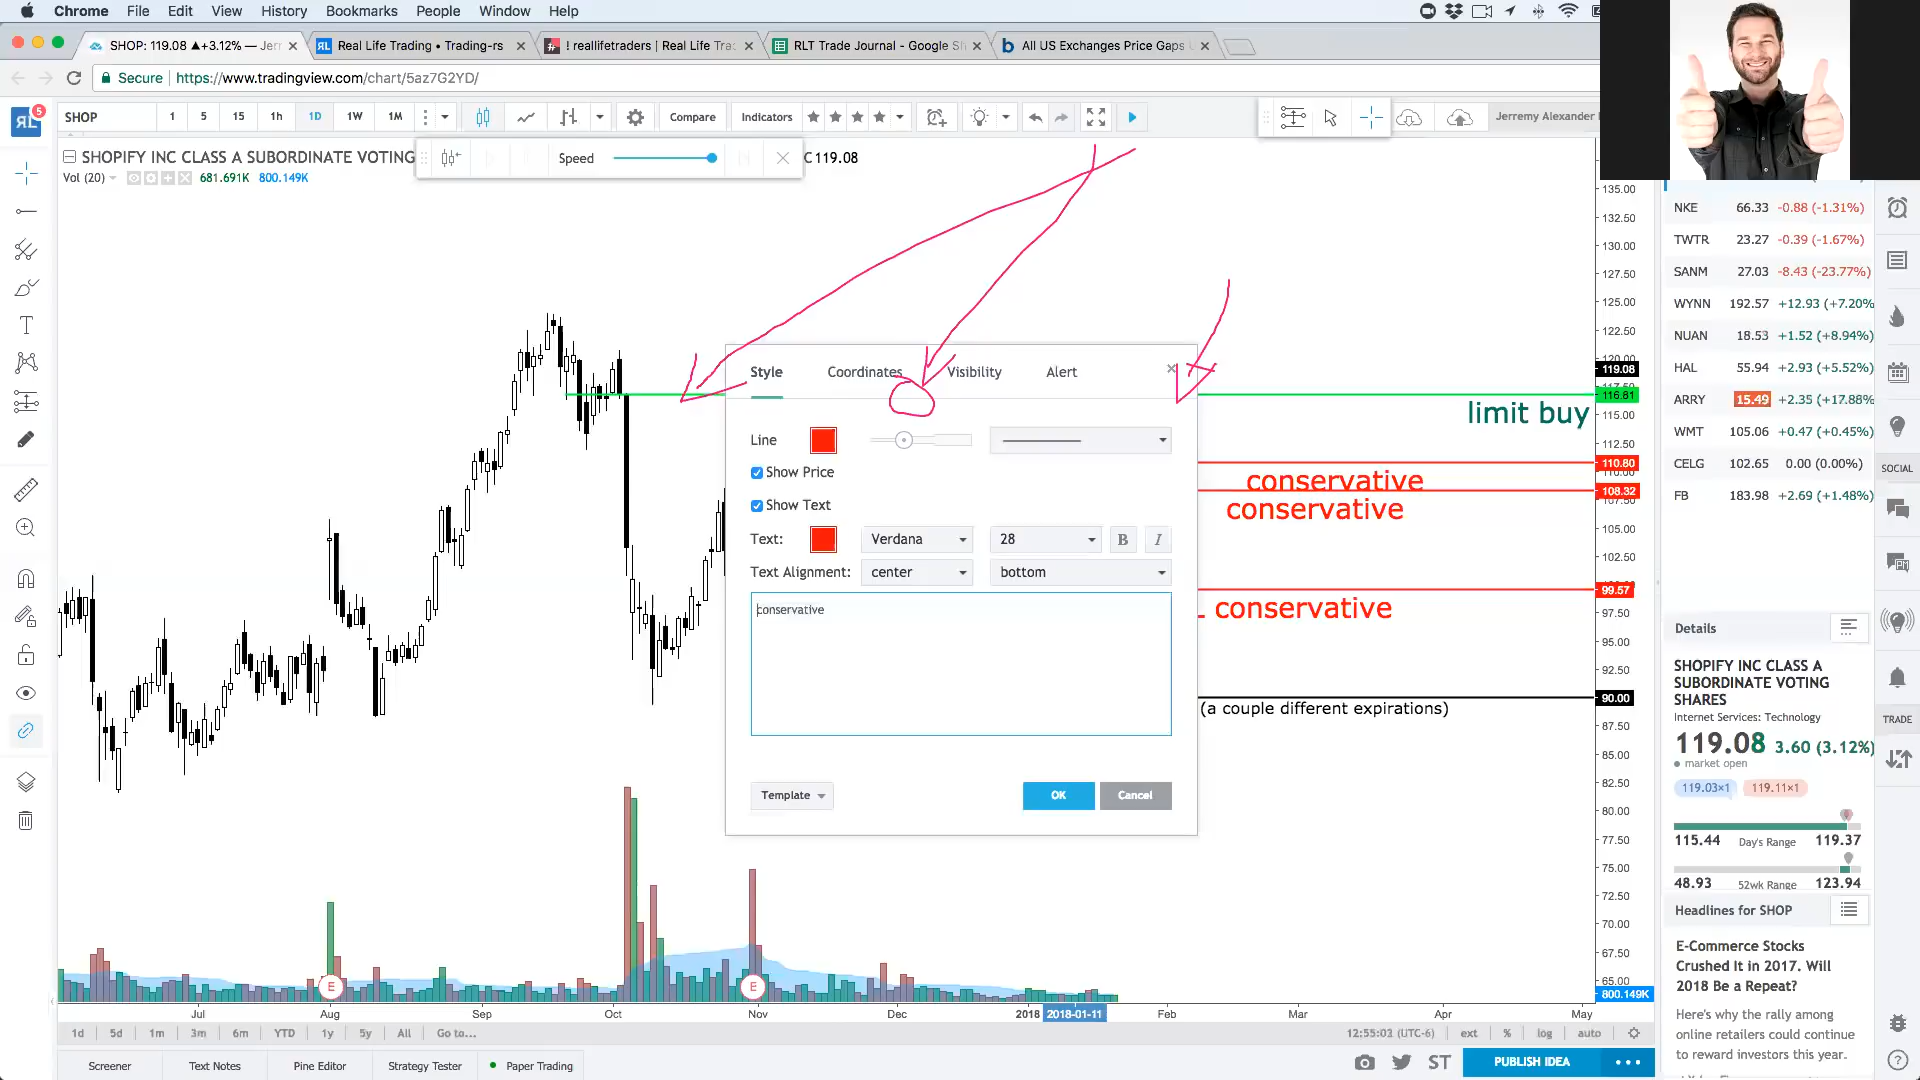 Chrome File Edit View History Bookmarks People Window Help
SHOP: 119.08 ▲+3.12% — Jer
Real Life Trading • Trading-rs
! reallifetraders | Real Life Tra
RLT Trade Journal - Google S
All US Exchanges Price Gaps
Secure | https://www.tradingview.com/chart/5az7G2YD/
5
SHOP 1 5 15 1h 1D 1W 1M Compare Indicators
Jerremy Alexander
SHOPIFY INC CLASS A SUBORDINATE VOTING
Speed
C 119.08
Vol (20) 681.691K 800.149K
135.00
132.50
130.00
127.50
125.00
122.50
120.00
119.08
117.50
116.81
115.00
112.50
110.80
110.00
108.32
107.50
105.00
102.50
99.57
97.50
95.00
92.50
90.00
87.50
85.00
82.50
80.00
77.50
75.00
72.50
70.00
67.50
65.00
800.149K
limit buy
conservative
conservative
conservative
(a couple different expirations)
Style Coordinates Visibility Alert
Line
Show Price
Show Text
Text: Verdana 28 B I
Text Alignment: center bottom
conservative
Template OK Cancel
E E
Jul Aug Sep Oct Nov Dec 2018 2018-01-11 Feb Mar Apr May
1d 5d 1m 3m 6m YTD 1y 5y All Go to...
12:55:03 (UTC-6) ext % log auto
Screener Text Notes Pine Editor Strategy Tester Paper Trading
ST PUBLISH IDEA
NKE 66.33 -0.88 (-1.31%)
TWTR 23.27 -0.39 (-1.67%)
SANM 27.03 -8.43 (-23.77%)
WYNN 192.57 +12.93 (+7.20%
NUAN 18.53 +1.52 (+8.94%)
HAL 55.94 +2.93 (+5.52%)
ARRY 15.49 +2.35 (+17.88%
WMT 105.06 +0.47 (+0.45%)
CELG 102.65 0.00 (0.00%)
FB 183.98 +2.69 (+1.48%)
SOCIAL
TRADE
Details
SHOPIFY INC CLASS A
SUBORDINATE VOTING
SHARES
Internet Services: Technology
119.08 3.60 (3.12%)
market open
119.03×1 119.11×1
115.44 Day's Range 119.37
48.93 52wk Range 123.94
Headlines for SHOP
E-Commerce Stocks
Crushed It in 2017. Will
2018 Be a Repeat?
Here's why the rally among
online retailers could continue
to reward investors this year.